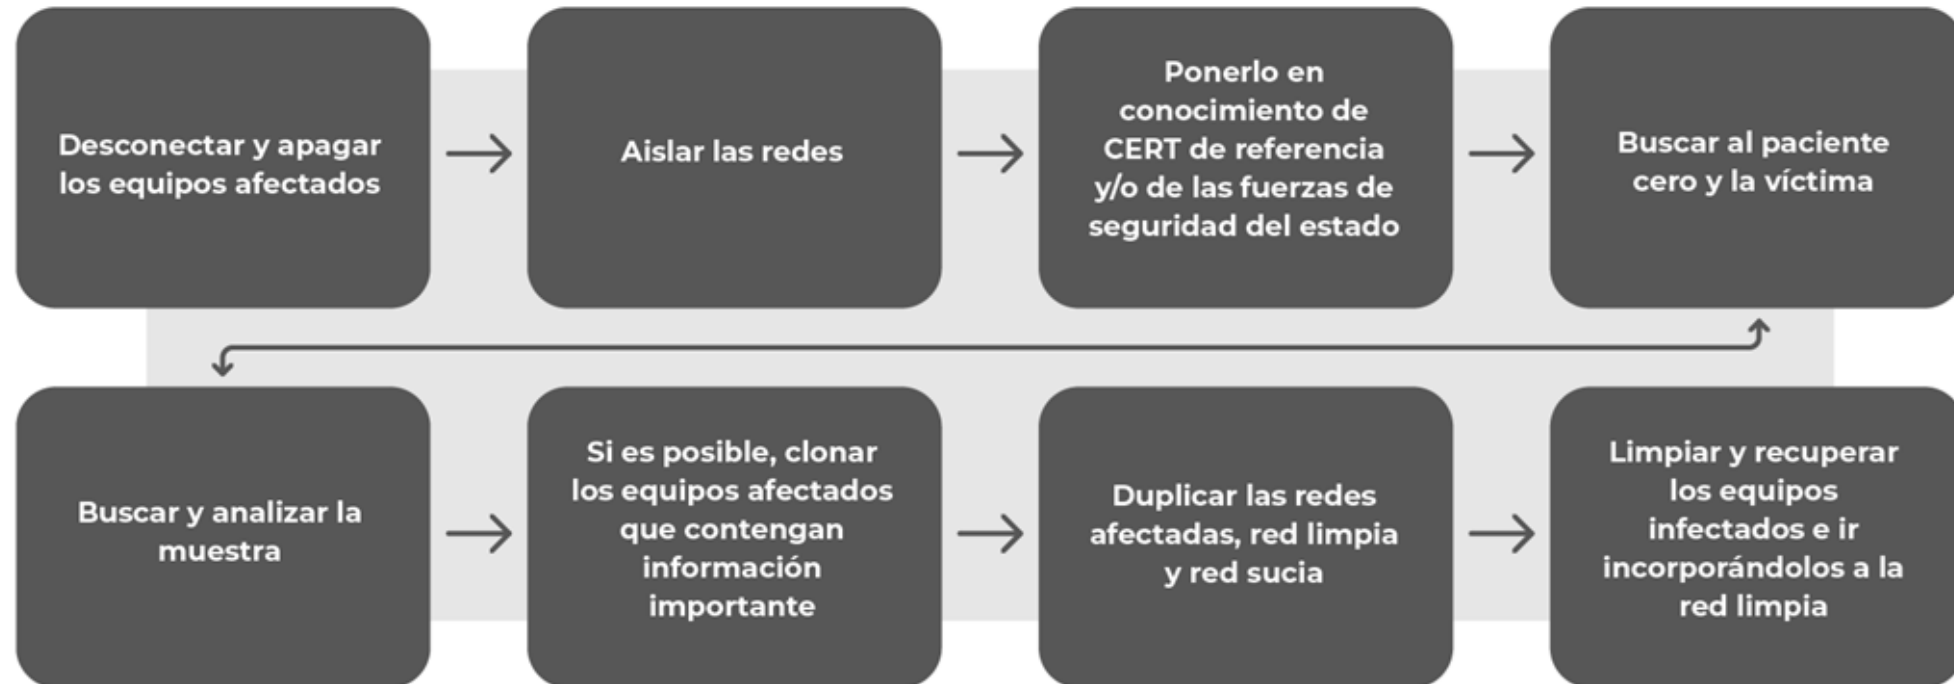 Desconectar y apagar
los equipos afectados
Aislar las redes
Ponerlo en
conocimiento de
CERT de referencia
y/o de las fuerzas de
seguridad del estado
Buscar al paciente
cero y la víctima
Buscar y analizar la
muestra
Si es posible, clonar
los equipos afectados
que contengan
información
importante
Duplicar las redes
afectadas, red limpia
y red sucia
Limpiar y recuperar
los equipos
infectados e ir
incorporándolos a la
red limpia